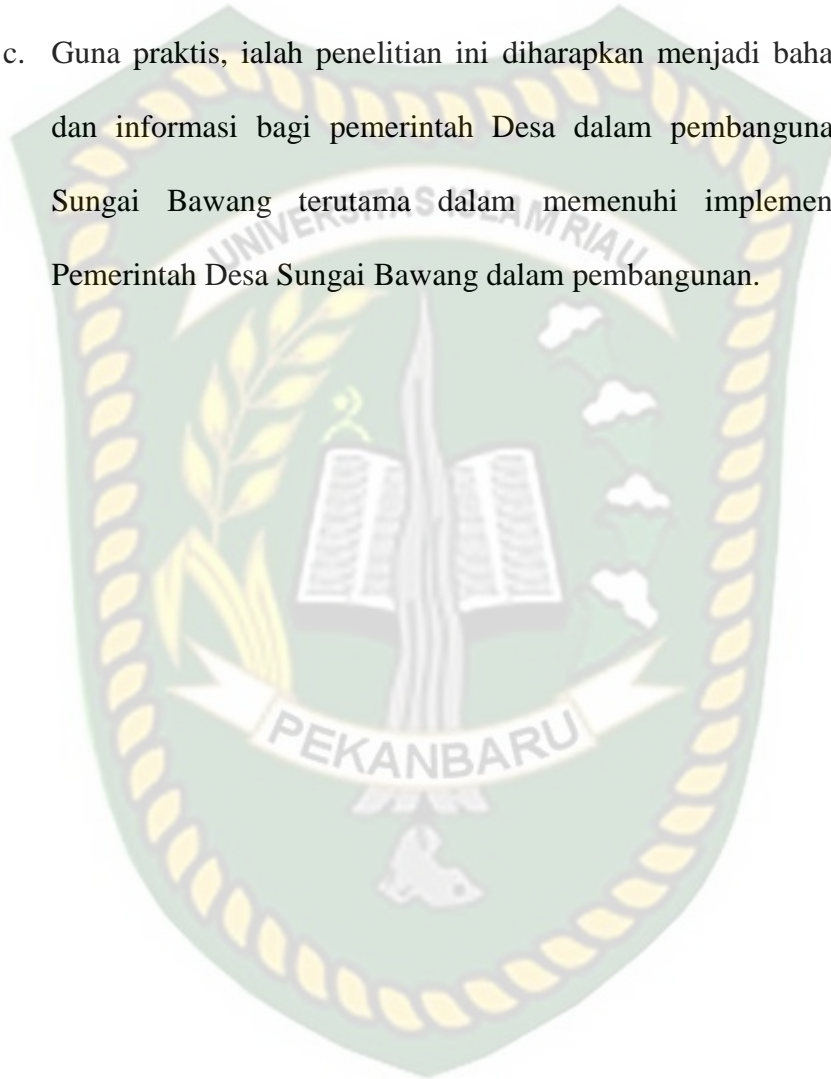 c. Guna praktis, ialah penelitian ini diharapkan menjadi baha
dan informasi bagi pemerintah Desa dalam pembanguna
Sungai Bawang terutama dalam memenuhi implemen
Pemerintah Desa Sungai Bawang dalam pembangunan.
UNIVERSITAS ISLAM RIAU
PEKANBARU